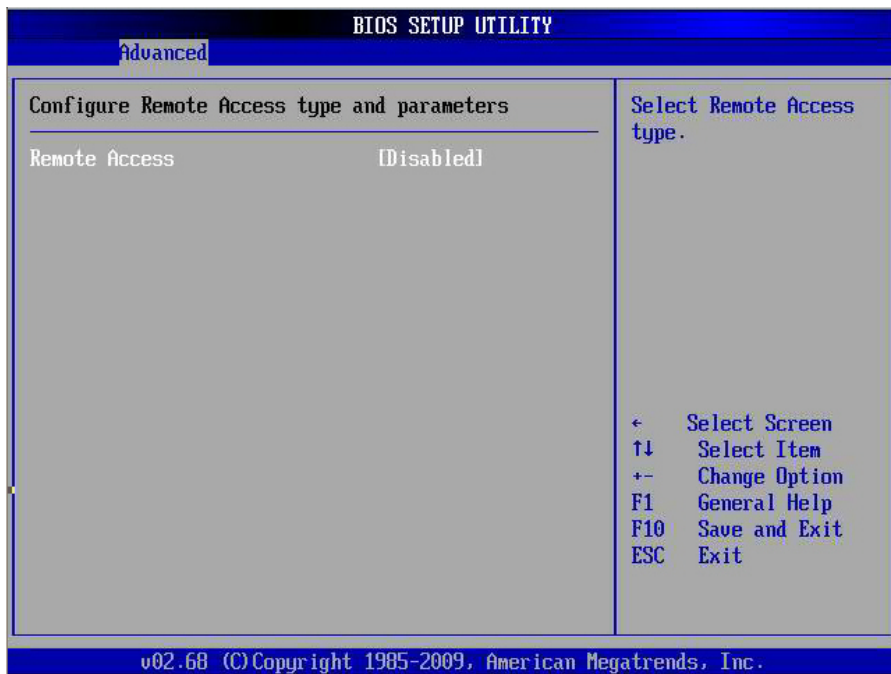 BIOS SETUP UTILITY
Advanced
Configure Remote Access type and parameters
Remote Access [Disabled]
Select Remote Access
type.
← Select Screen
↑↓ Select Item
+- Change Option
F1 General Help
F10 Save and Exit
ESC Exit
v02.68 (C)Copyright 1985-2009, American Megatrends, Inc.